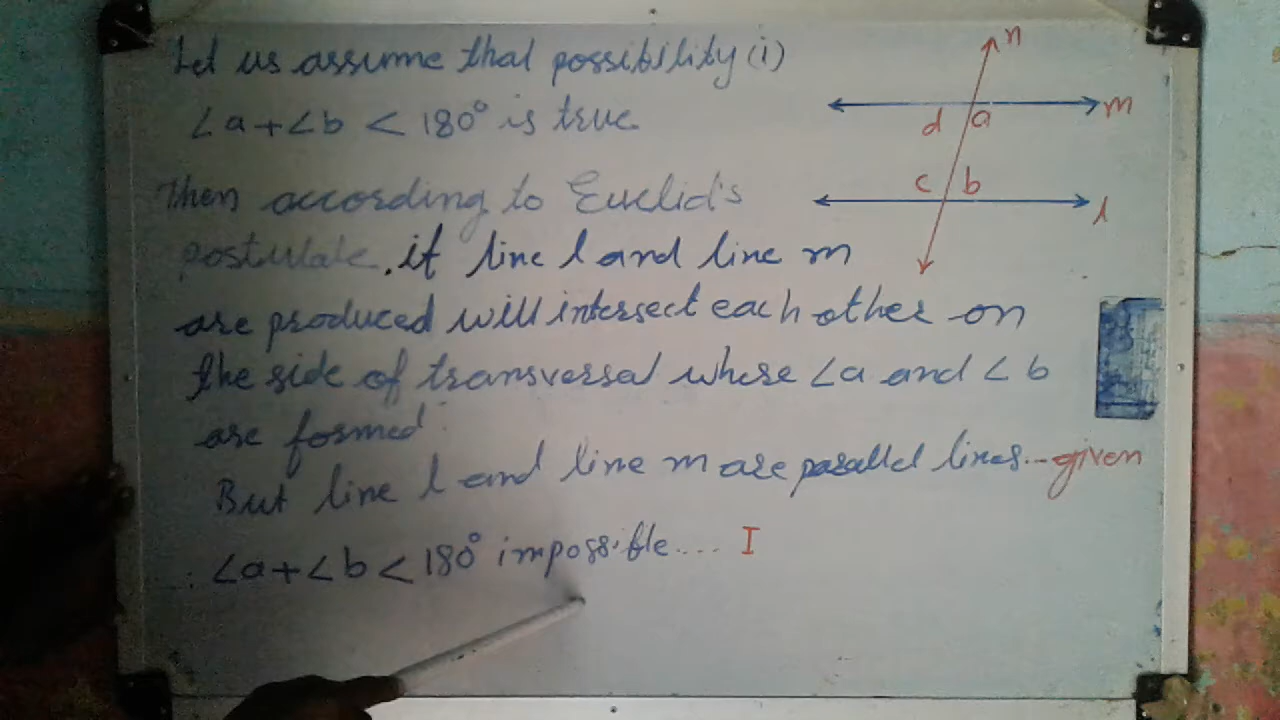 Let us assume that possibility (i)
∠a + ∠b < 180° is true
Then according to Euclid's
postulate, if line l and line m
are produced will intersect each other on
the side of transversal where ∠a and ∠b
are formed.
But line l and line m are parallel lines... given
∴ ∠a + ∠b < 180° impossible.... I
n
m
d a
c b
l